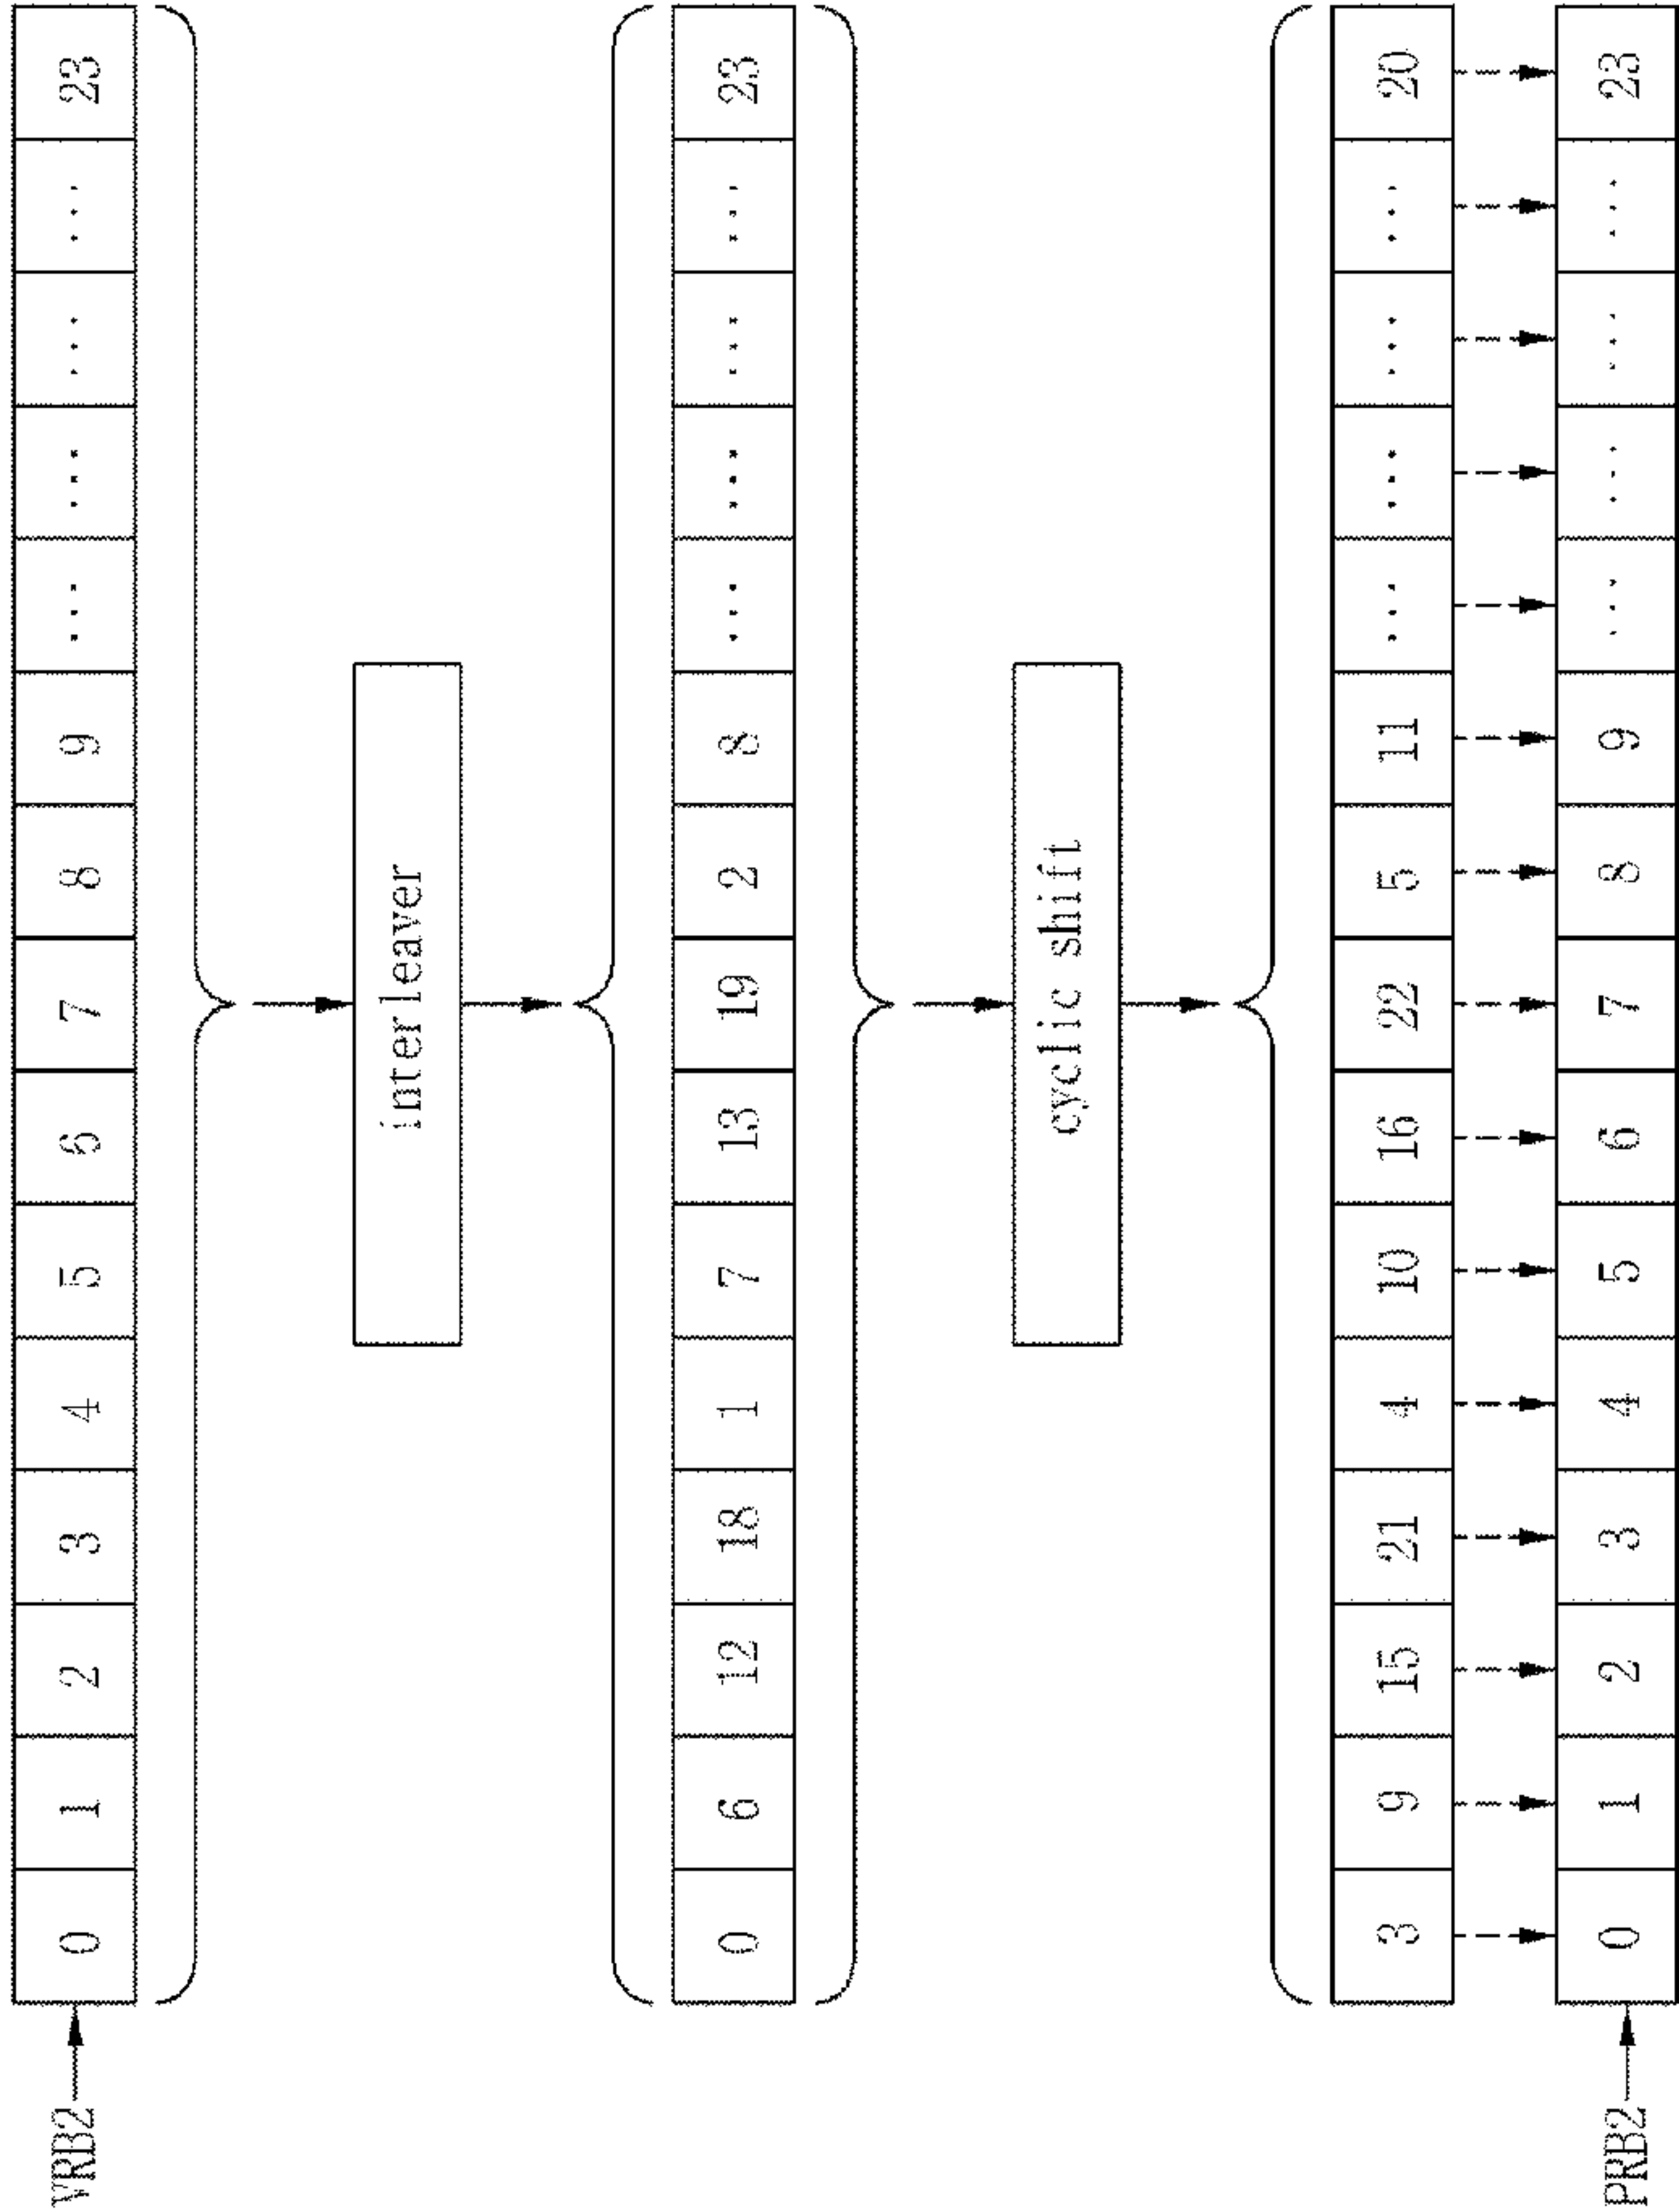 VRB2 0 1 2 3 4 5 6 7 8 9 ... ... ... ... 23
interleaver
0 6 12 18 1 7 13 19 2 8 ... ... ... ... 23
cyclic shift
3 9 15 21 4 10 16 22 5 11 ... ... ... ... 20
PRB2 0 1 2 3 4 5 6 7 8 9 ... ... ... ... 23